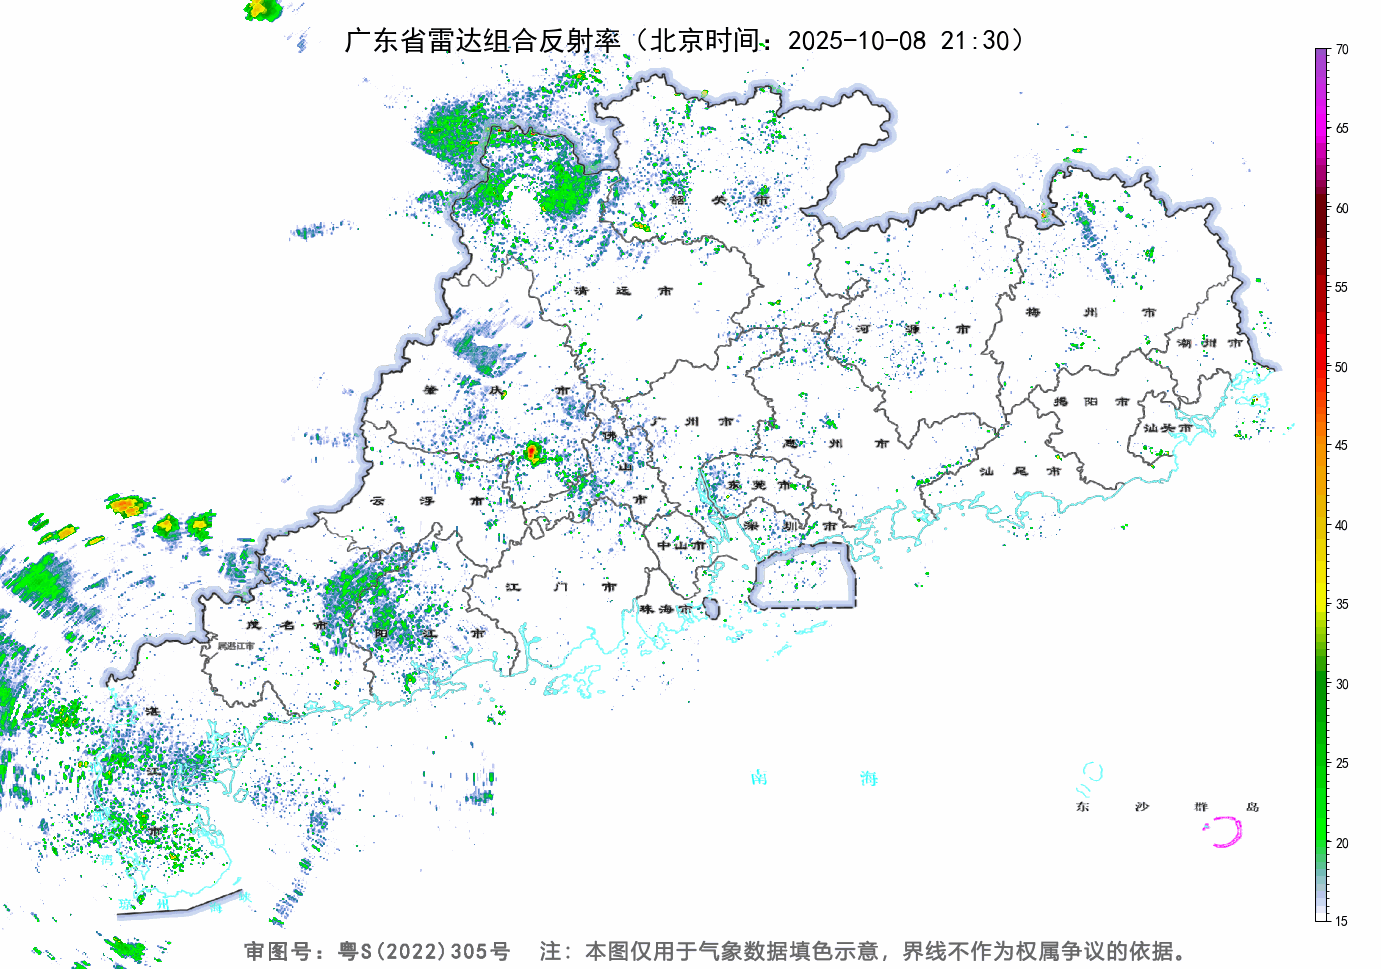 广东省雷达组合反射率（北京时间：2025-10-08 21:30）
70
65
60
55
50
45
40
35
30
25
20
15
韶关市
清远市
河源市
梅州市
潮州市
肇庆市
广州市
佛山市
惠州市
揭阳市
汕头市
汕尾市
云浮市
东莞市
深圳市
中山市
江门市
珠海市
茂名市
阳江市
属湛江市
湛江市
南海
东沙群岛
琼州海峡
审图号：粤S(2022)305号 注：本图仅用于气象数据填色示意，界线不作为权属争议的依据。